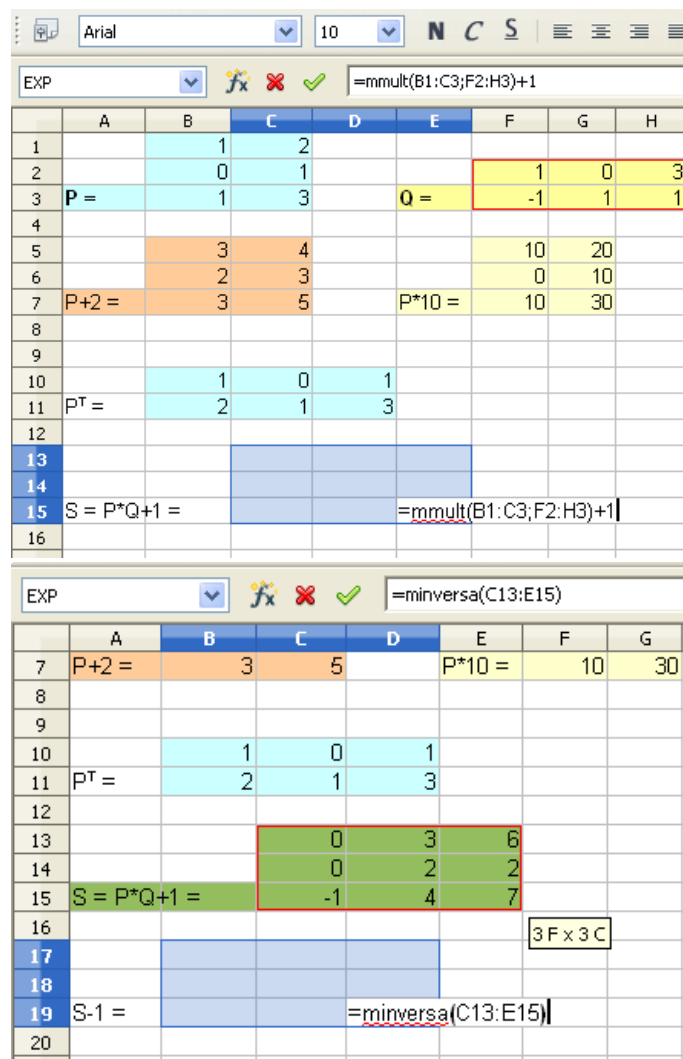 Arial 10 N C S
EXP =mmult(B1:C3;F2:H3)+1
A B C D E F G H
1 1 2
2 0 1 1 0 3
3 P = 1 3 Q = -1 1 1
4
5 3 4 10 20
6 2 3 0 10
7 P+2 = 3 5 P*10 = 10 30
8
9
10 1 0 1
11 Pᵀ = 2 1 3
12
13
14
15 S = P*Q+1 = =mmult(B1:C3;F2:H3)+1
16
EXP =minversa(C13:E15)
A B C D E F G
7 P+2 = 3 5 P*10 = 10 30
8
9
10 1 0 1
11 Pᵀ = 2 1 3
12
13 0 3 6
14 0 2 2
15 S = P*Q+1 = -1 4 7
16 3 F x 3 C
17
18
19 S-1 = =minversa(C13:E15)
20